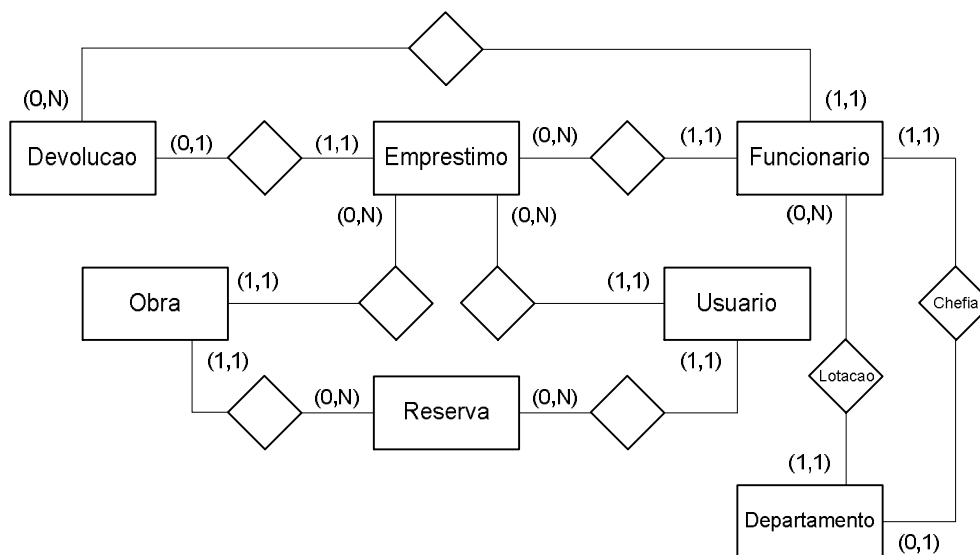 (0,N)
(1,1)
Devolucao
(0,1)
(1,1)
Emprestimo
(0,N)
(1,1)
Funcionario
(1,1)
(0,N)
(0,N)
(0,N)
Obra
(1,1)
(1,1)
Usuario
Chefia
(1,1)
(0,N)
Reserva
(0,N)
(1,1)
Lotacao
(1,1)
Departamento
(0,1)